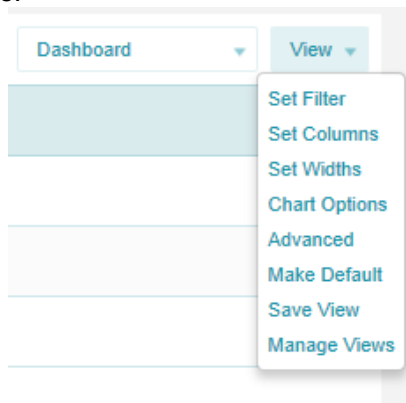 Dashboard
View
Set Filter
Set Columns
Set Widths
Chart Options
Advanced
Make Default
Save View
Manage Views